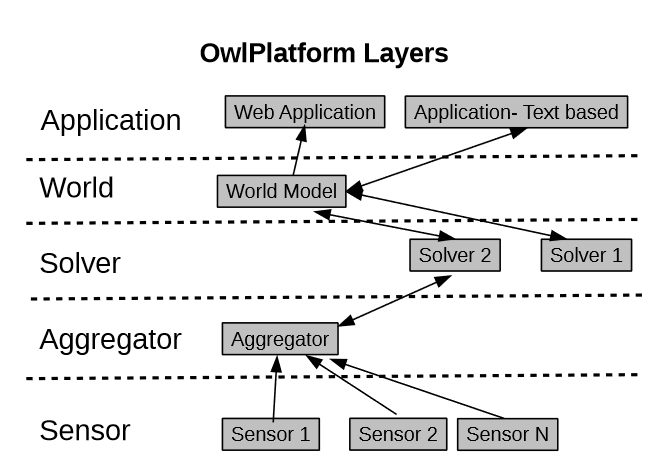 OwlPlatform Layers
Application
Web Application
Application- Text based
World
World Model
Solver
Solver 2
Solver 1
Aggregator
Aggregator
Sensor
Sensor 1
Sensor 2
Sensor N